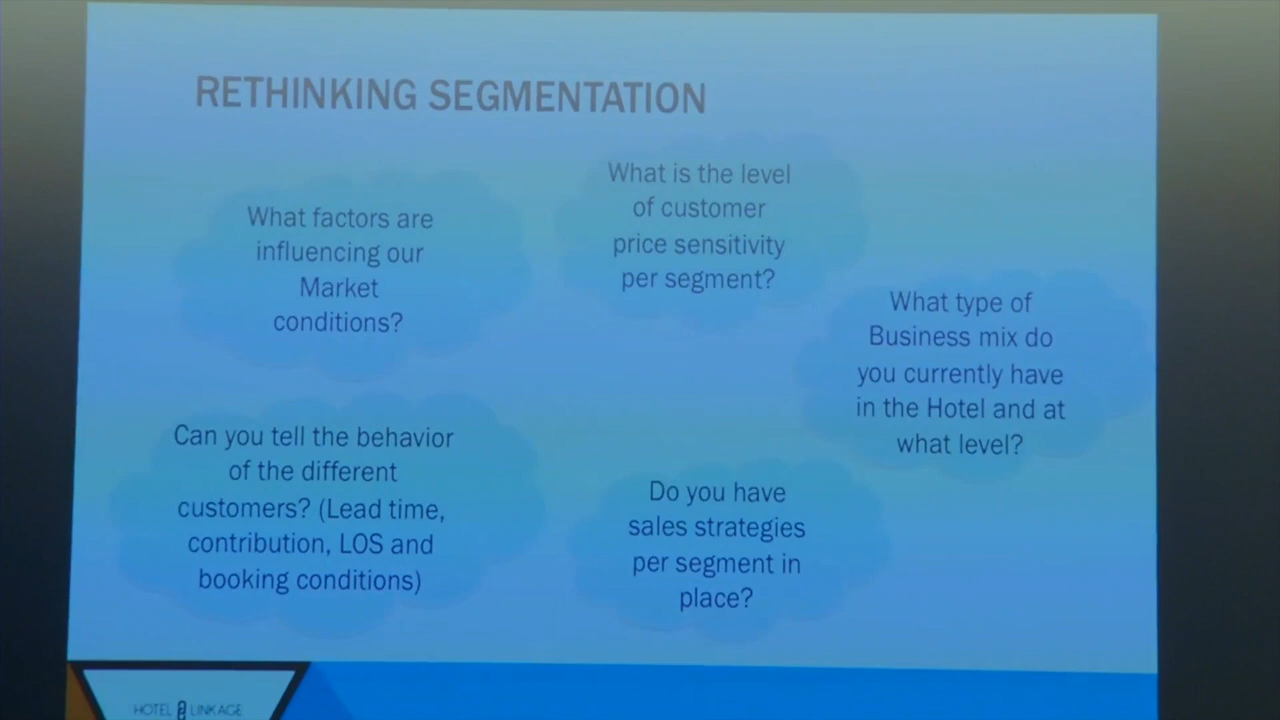 RETHINKING SEGMENTATION
What factors are
influencing our
Market
conditions?
What is the level
of customer
price sensitivity
per segment?
What type of
Business mix do
you currently have
in the Hotel and at
what level?
Can you tell the behavior
of the different
customers? (Lead time,
contribution, LOS and
booking conditions)
Do you have
sales strategies
per segment in
place?
HOTEL LINKAGE